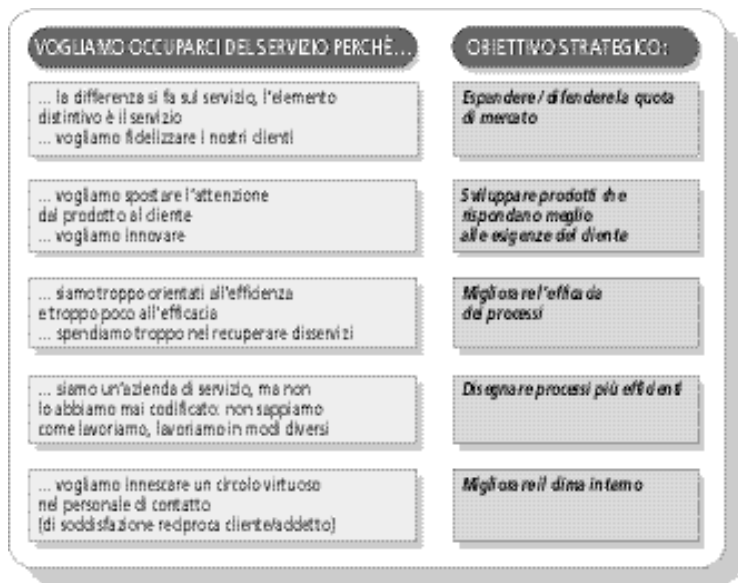 VOGLIAMO OCCUPARCI DEL SERVIZIO PERCHÈ...
OBIETTIVO STRATEGICO:
... la differenza si fa sul servizio, l'elemento
distintivo è il servizio
... vogliamo fidelizzare i nostri clienti
Espandere / difendere la quota
di mercato
... vogliamo spostare l'attenzione
dal prodotto al cliente
... vogliamo innovare
Sviluppare prodotti che
rispondano meglio
alle esigenze del cliente
... siamo troppo orientati all'efficienza
e troppo poco all'efficacia
... spendiamo troppo nel recuperare disservizi
Migliorare l'efficacia
dei processi
... siamo un'azienda di servizio, ma non
lo abbiamo mai codificato: non sappiamo
come lavoriamo, lavoriamo in modi diversi
Disegnare processi più efficienti
... vogliamo innescare un circolo virtuoso
nel personale di contatto
(di soddisfazione reciproca cliente/addetto)
Migliorare il clima interno